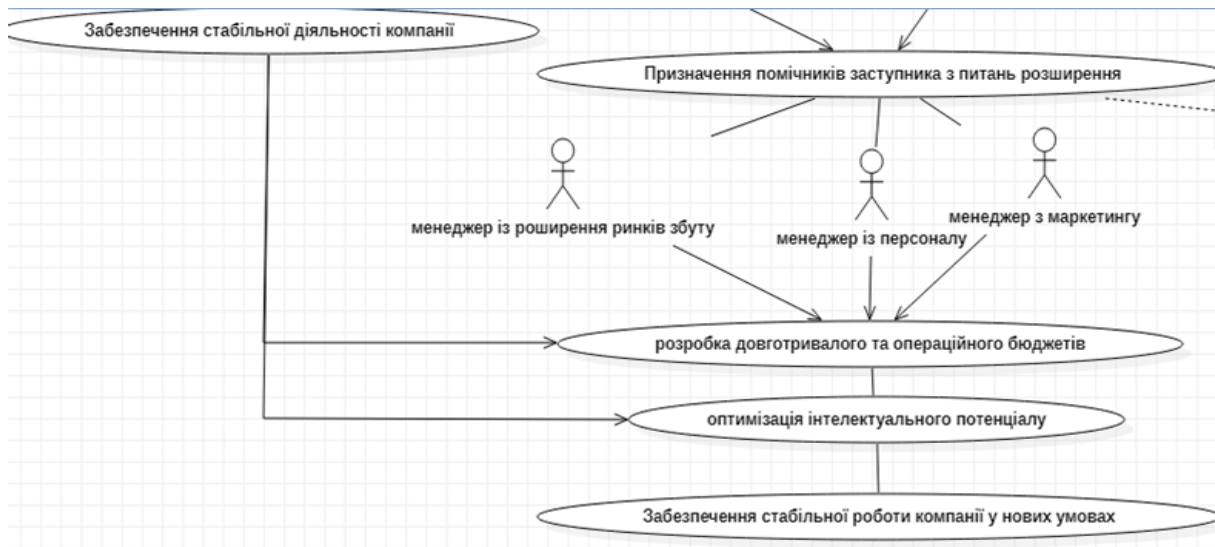 Забезпечення стабільної діяльності компанії
Призначення помічників заступника з питань розширення
менеджер із роширення ринків збуту
менеджер із персоналу
менеджер з маркетингу
розробка довготривалого та операційного бюджетів
оптимізація інтелектуального потенціалу
Забезпечення стабільної роботи компанії у нових умовах